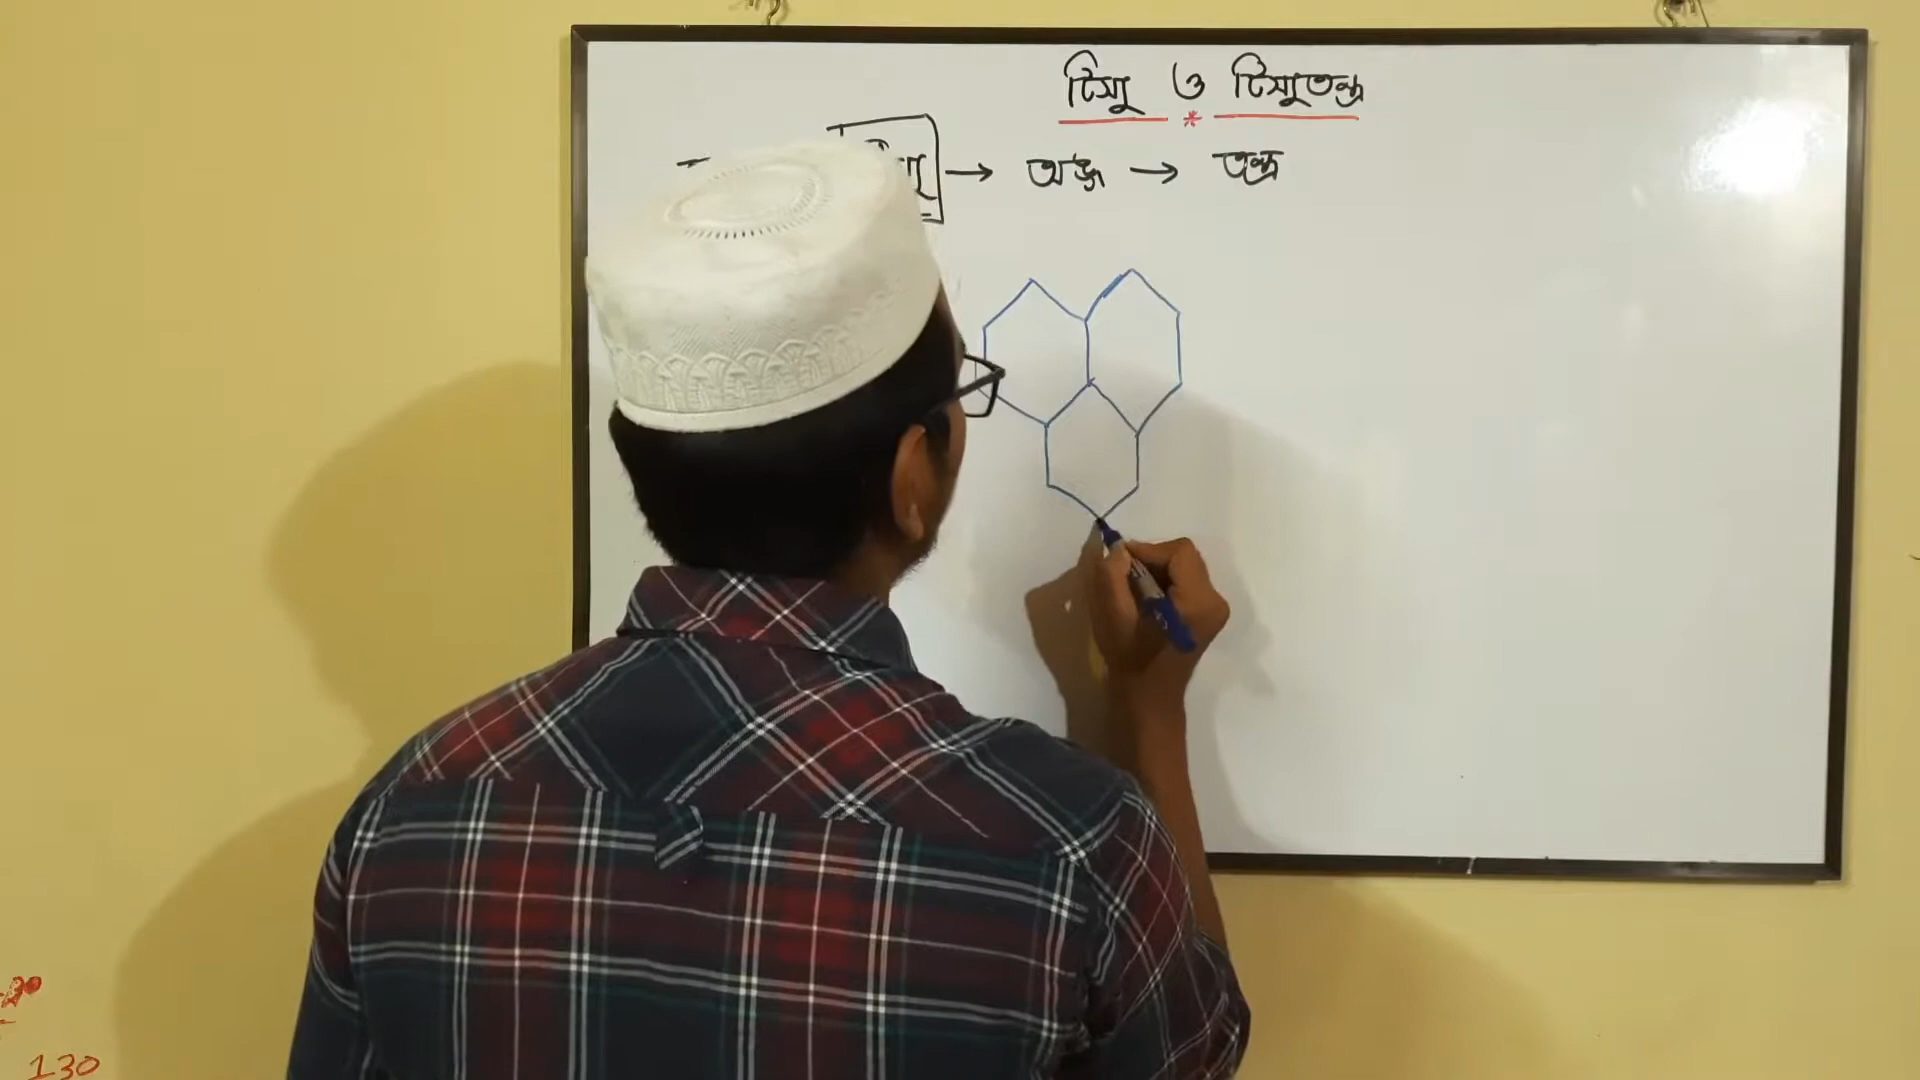 টিস্যু ও টিস্যুতন্ত্র
*
→ অঙ্গ → তন্ত্র
130